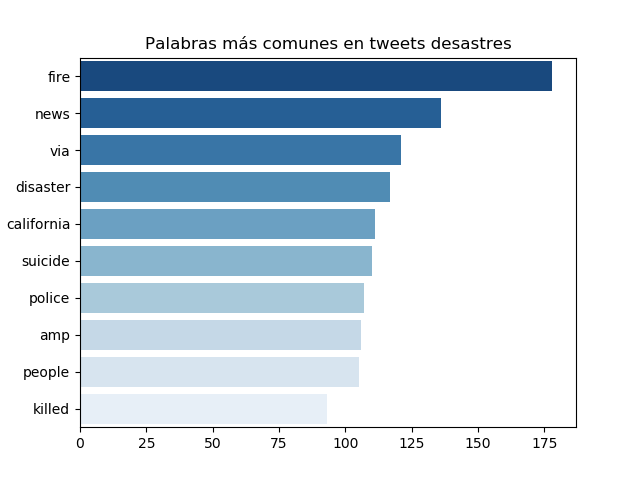 Palabras más comunes en tweets desastres
fire
news
via
disaster
california
suicide
police
amp
people
killed
0 25 50 75 100 125 150 175